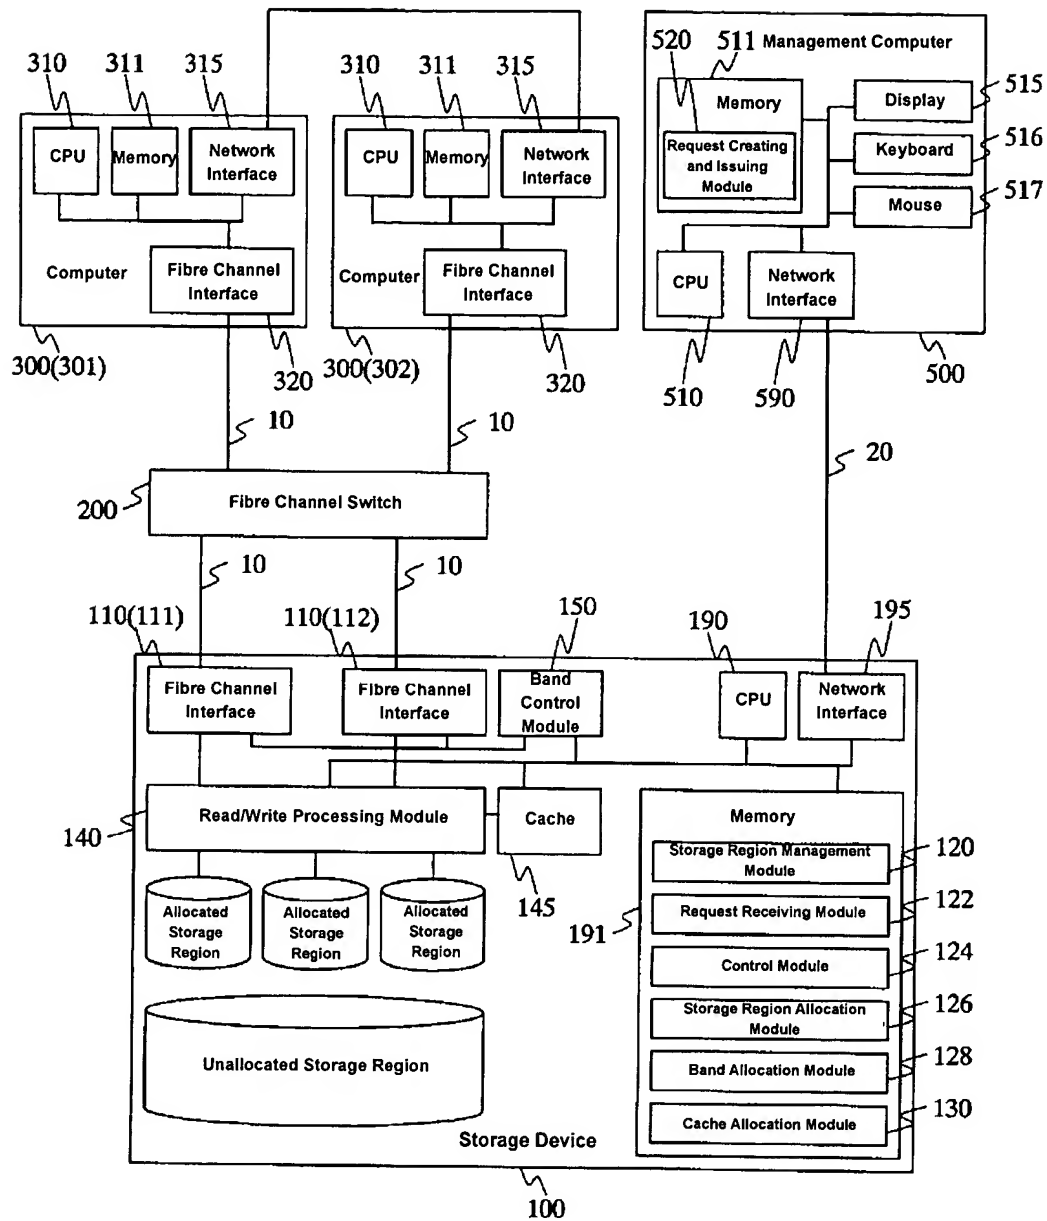 310
311
315
310
311
315
520
511
Management Computer
515
516
517
CPU
Memory
Network
Interface
CPU
Memory
Network
Interface
Memory
Request Creating
and Issuing
Module
Display
Keyboard
Mouse
Computer
Fibre Channel
Interface
Computer
Fibre Channel
Interface
CPU
Network
Interface
300(301)
320
300(302)
320
510
590
500
10
10
20
200
Fibre Channel Switch
10
10
110(111)
110(112)
150
190
195
Fibre Channel
Interface
Fibre Channel
Interface
Band
Control
Module
CPU
Network
Interface
140
Read/Write Processing Module
Cache
145
Allocated
Storage
Region
Allocated
Storage
Region
Allocated
Storage
Region
Unallocated Storage Region
Memory
191
Storage Region Management
Module
120
Request Receiving Module
122
Control Module
124
Storage Region Allocation
Module
126
Band Allocation Module
128
Cache Allocation Module
130
Storage Device
100